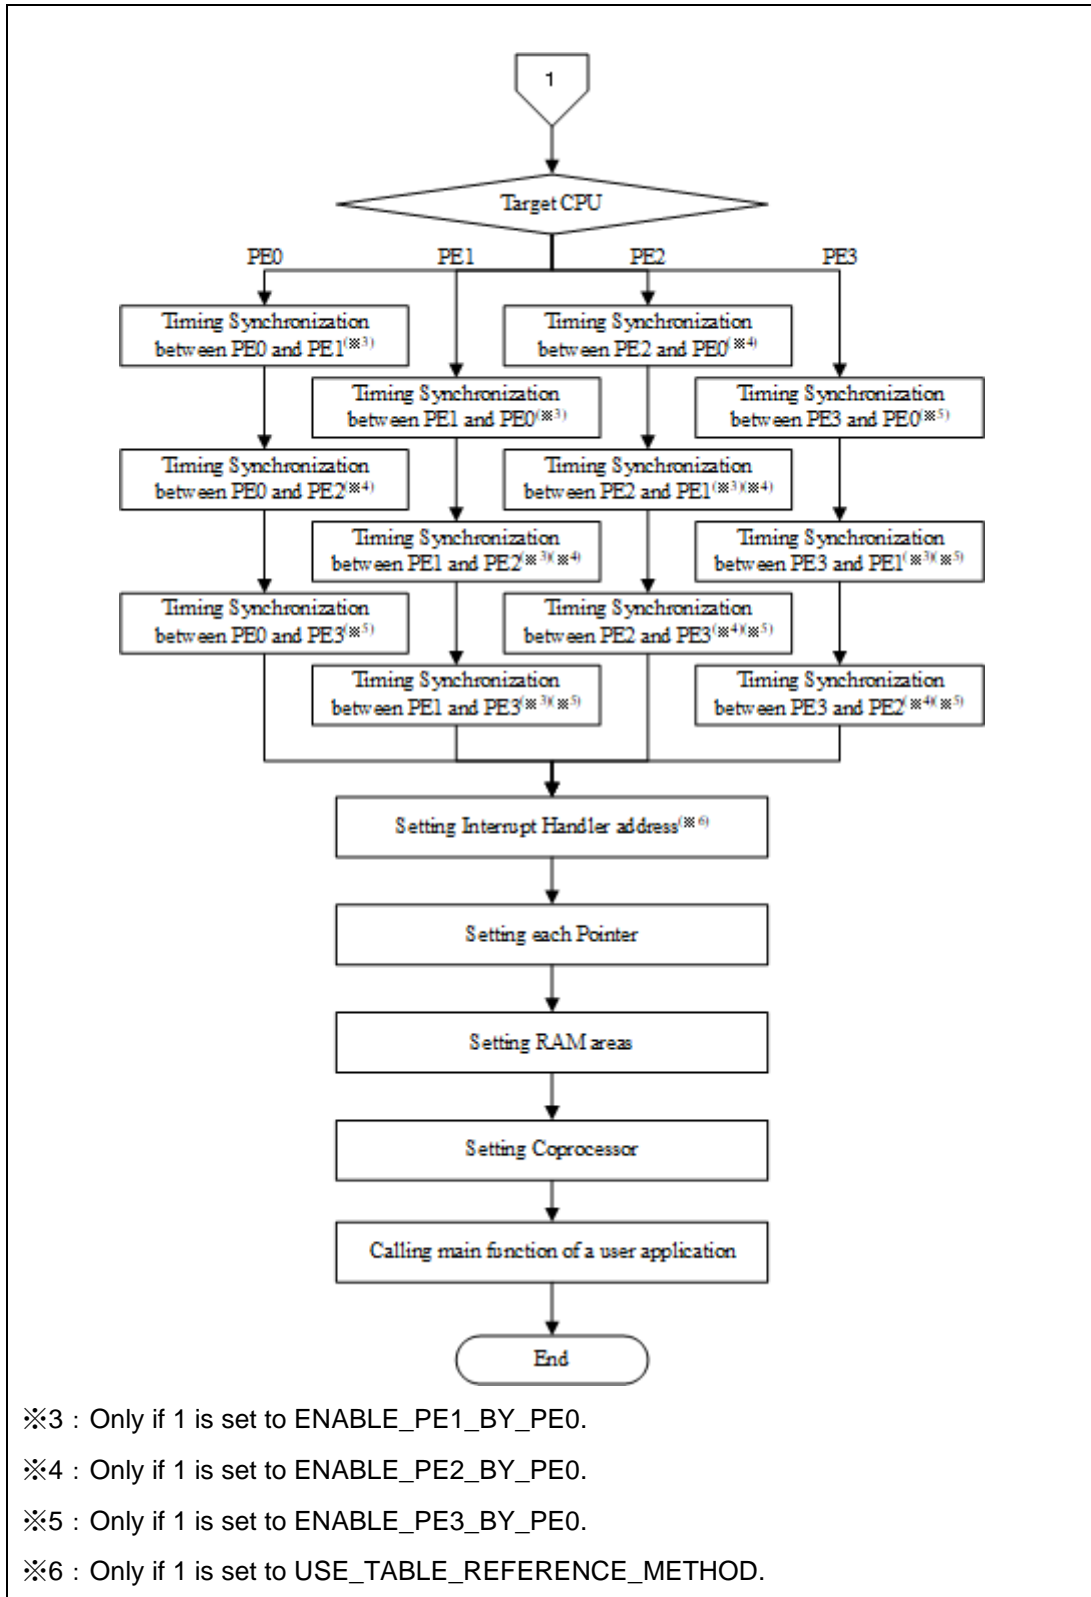 1
Target CPU
PE0
PE1
PE2
PE3
Timing Synchronization
between PE0 and PE1(※3)
Timing Synchronization
between PE2 and PE0(※4)
Timing Synchronization
between PE1 and PE0(※3)
Timing Synchronization
between PE3 and PE0(※5)
Timing Synchronization
between PE0 and PE2(※4)
Timing Synchronization
between PE2 and PE1(※3)(※4)
Timing Synchronization
between PE1 and PE2(※3)(※4)
Timing Synchronization
between PE3 and PE1(※3)(※5)
Timing Synchronization
between PE0 and PE3(※5)
Timing Synchronization
between PE2 and PE3(※4)(※5)
Timing Synchronization
between PE1 and PE3(※3)(※5)
Timing Synchronization
between PE3 and PE2(※4)(※5)
Setting Interrupt Handler address(※6)
Setting each Pointer
Setting RAM areas
Setting Coprocessor
Calling main function of a user application
End
※3 : Only if 1 is set to ENABLE_PE1_BY_PE0.
※4 : Only if 1 is set to ENABLE_PE2_BY_PE0.
※5 : Only if 1 is set to ENABLE_PE3_BY_PE0.
※6 : Only if 1 is set to USE_TABLE_REFERENCE_METHOD.